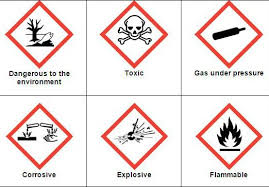 Dangerous to the
environment
Toxic
Gas under pressure
Corrosive
Explosive
Flammable